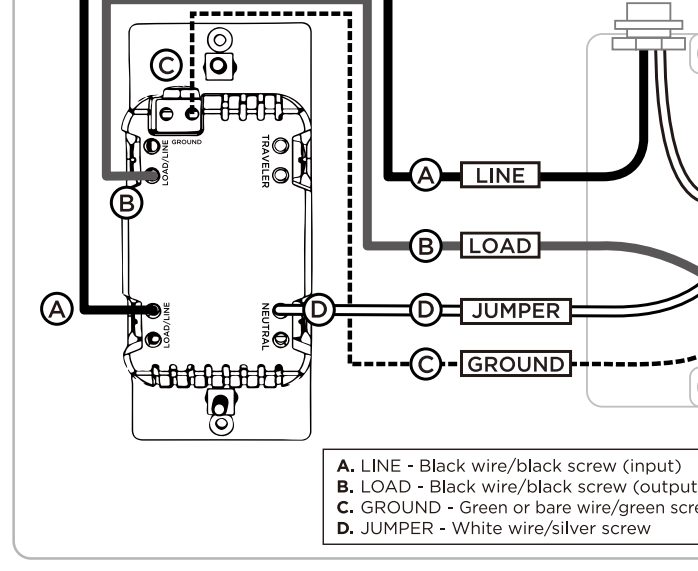 C
GROUND
LOAD/LINE
TRAVELER
A
LINE
B
B
LOAD
A
LOAD/LINE
NEUTRAL
D
D
JUMPER
C
GROUND
A. LINE - Black wire/black screw (input)
B. LOAD - Black wire/black screw (output
C. GROUND - Green or bare wire/green scre
D. JUMPER - White wire/silver screw